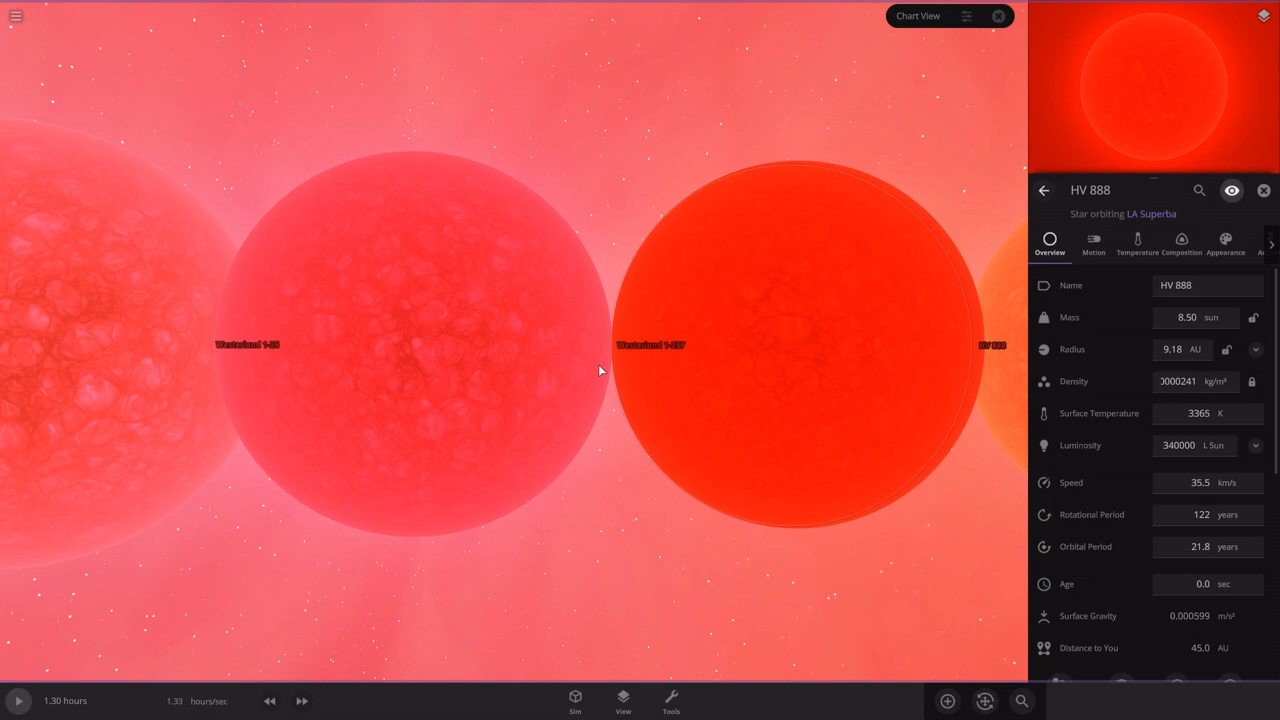 Chart View
HV 888
Star orbiting LA Superba
Overview Motion Temperature Composition Appearance
Name HV 888
Mass 8.50 sun
Radius 9.18 AU
Density 0000241 kg/m³
Surface Temperature 3365 K
Luminosity 340000 L Sun
Speed 35.5 km/s
Rotational Period 122 years
Orbital Period 21.8 years
Age 0.0 sec
Surface Gravity 0.000599 m/s²
Distance to You 45.0 AU
Westerlund 1-26
Westerlund 1-237
HV 888
1.30 hours
1.33 hours/sec
Sim View Tools